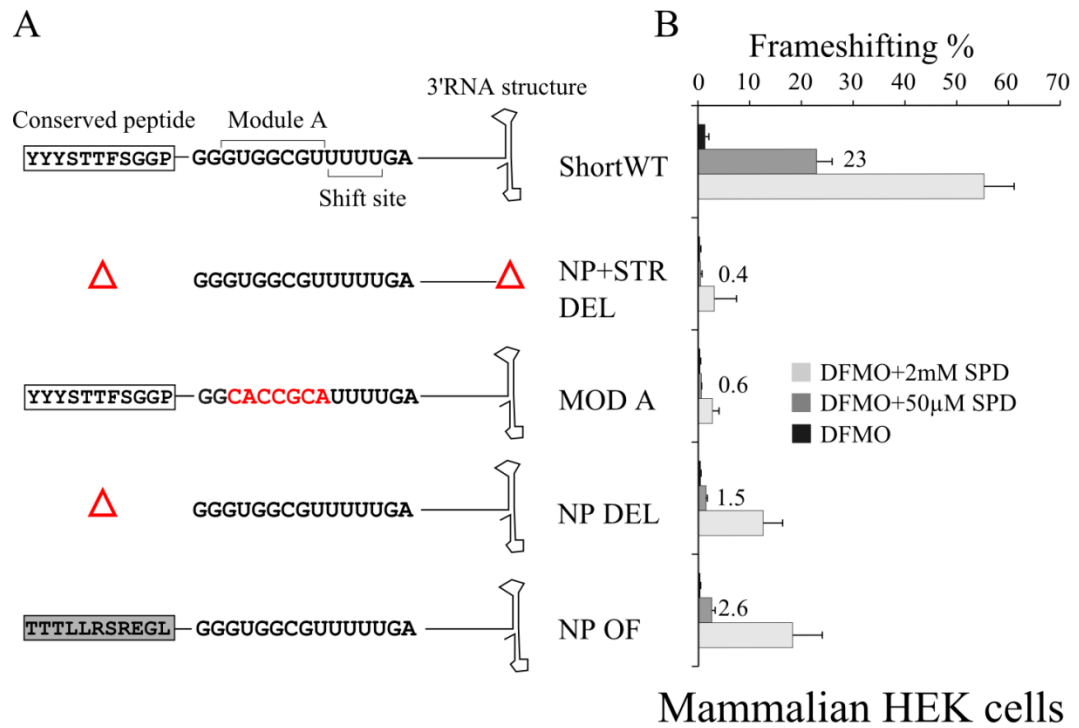 A
Conserved peptide
Module A
3'RNA structure
YYYSTTFSGGP
GGGUGGCGUUUUUGA
Shift site
GGGUGGCGUUUUUGA
YYYSTTFSGGP
GGCACCGCAUUUUGA
GGGUGGCGUUUUUGA
TTTLLRSREGL
GGGUGGCGUUUUUGA
B
Frameshifting %
0 10 20 30 40 50 60 70
ShortWT
23
NP+STR
DEL
0.4
MOD A
0.6
DFMO+2mM SPD
DFMO+50µM SPD
DFMO
NP DEL
1.5
NP OF
2.6
Mammalian HEK cells